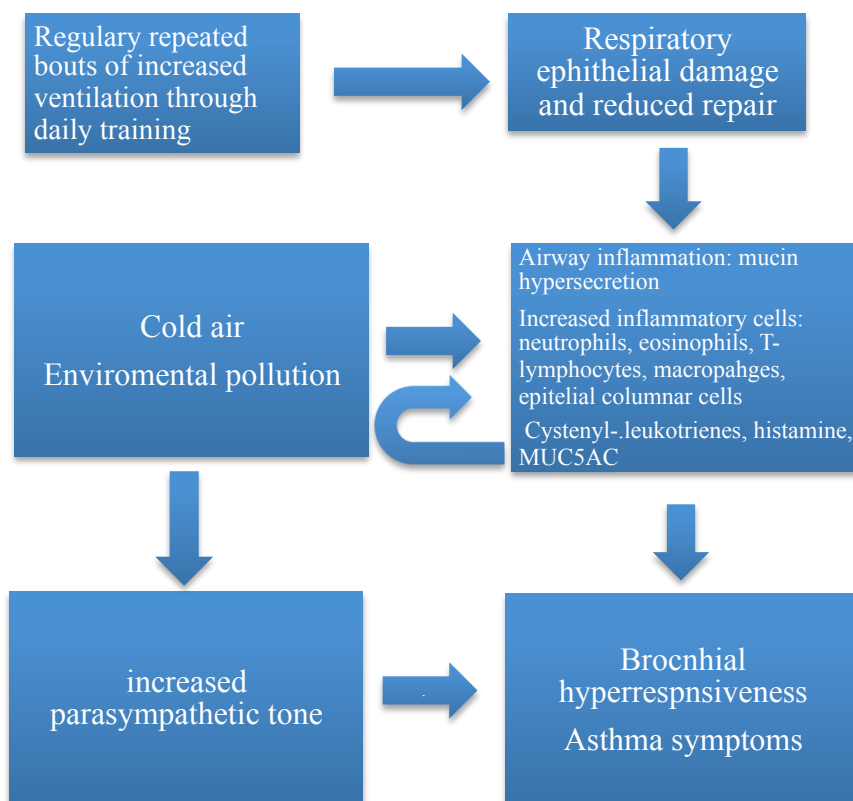 Regulary repeated
bouts of increased
ventilation through
daily training
Respiratory
ephithelial damage
and reduced repair
Cold air
Enviromental pollution
Airway inflammation: mucin
hypersecretion
Increased inflammatory cells:
neutrophils, eosinophils, T-
lymphocytes, macropahges,
epitelial columnar cells
Cystenyl-.leukotrienes, histamine,
MUC5AC
increased
parasympathetic tone
.
Brocnhial
hyperrespnsiveness
Asthma symptoms